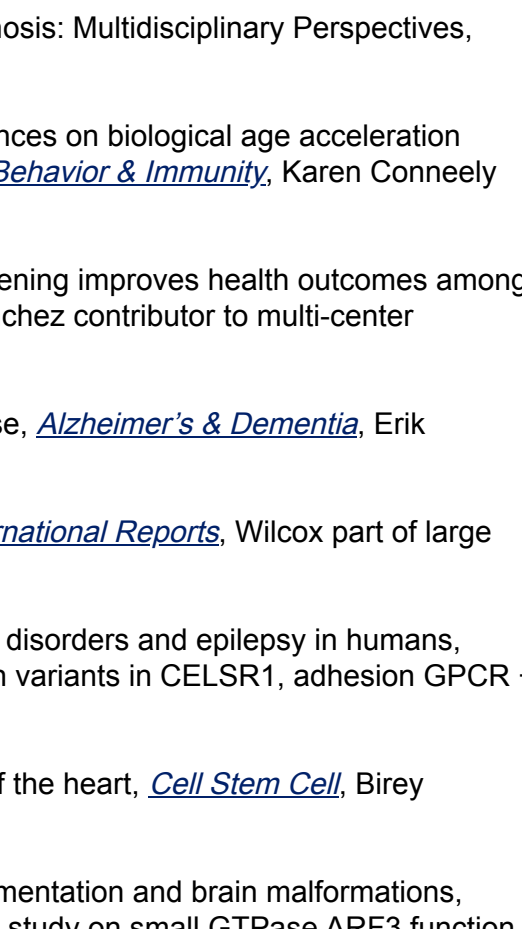 nosis: Multidisciplinary Perspectives,
nces on biological age acceleration
Behavior & Immunity, Karen Conneely
ening improves health outcomes among
chez contributor to multi-center
se, Alzheimer’s & Dementia, Erik
rnational Reports, Wilcox part of large
disorders and epilepsy in humans,
n variants in CELSR1, adhesion GPCR
f the heart, Cell Stem Cell, Birey
mentation and brain malformations,
study on small GTPase ARF3 function